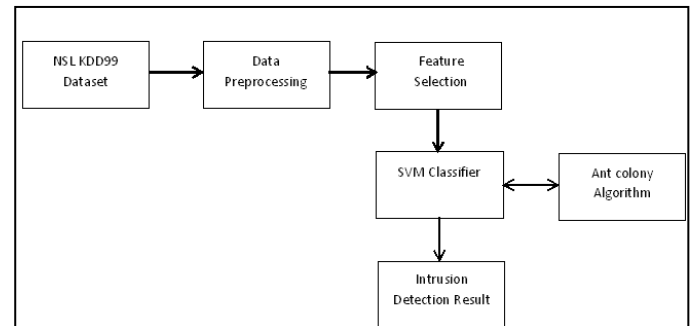 NSL KDD99
Dataset
Data
Preprocessing
Feature
Selection
SVM Classifier
Ant colony
Algorithm
Intrusion
Detection Result